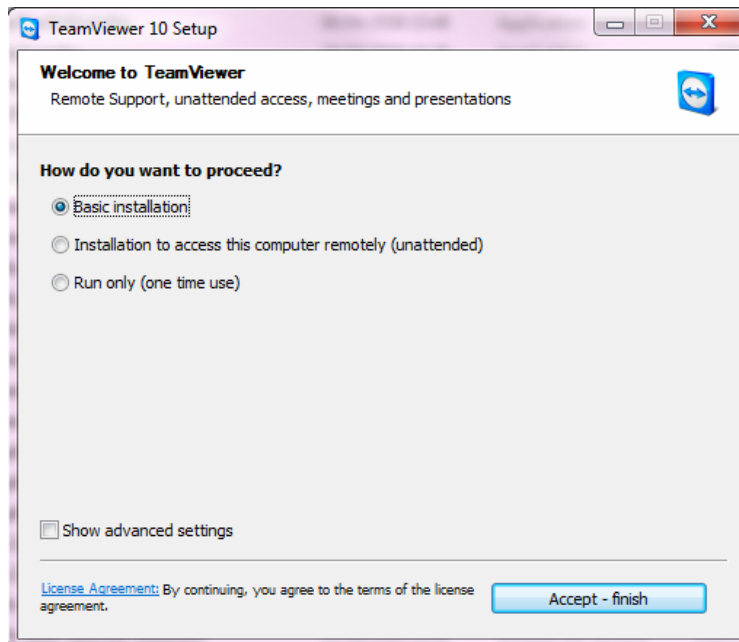 TeamViewer 10 Setup
Welcome to TeamViewer
Remote Support, unattended access, meetings and presentations
How do you want to proceed?
Basic installation
Installation to access this computer remotely (unattended)
Run only (one time use)
Show advanced settings
License Agreement: By continuing, you agree to the terms of the license
agreement.
Accept - finish